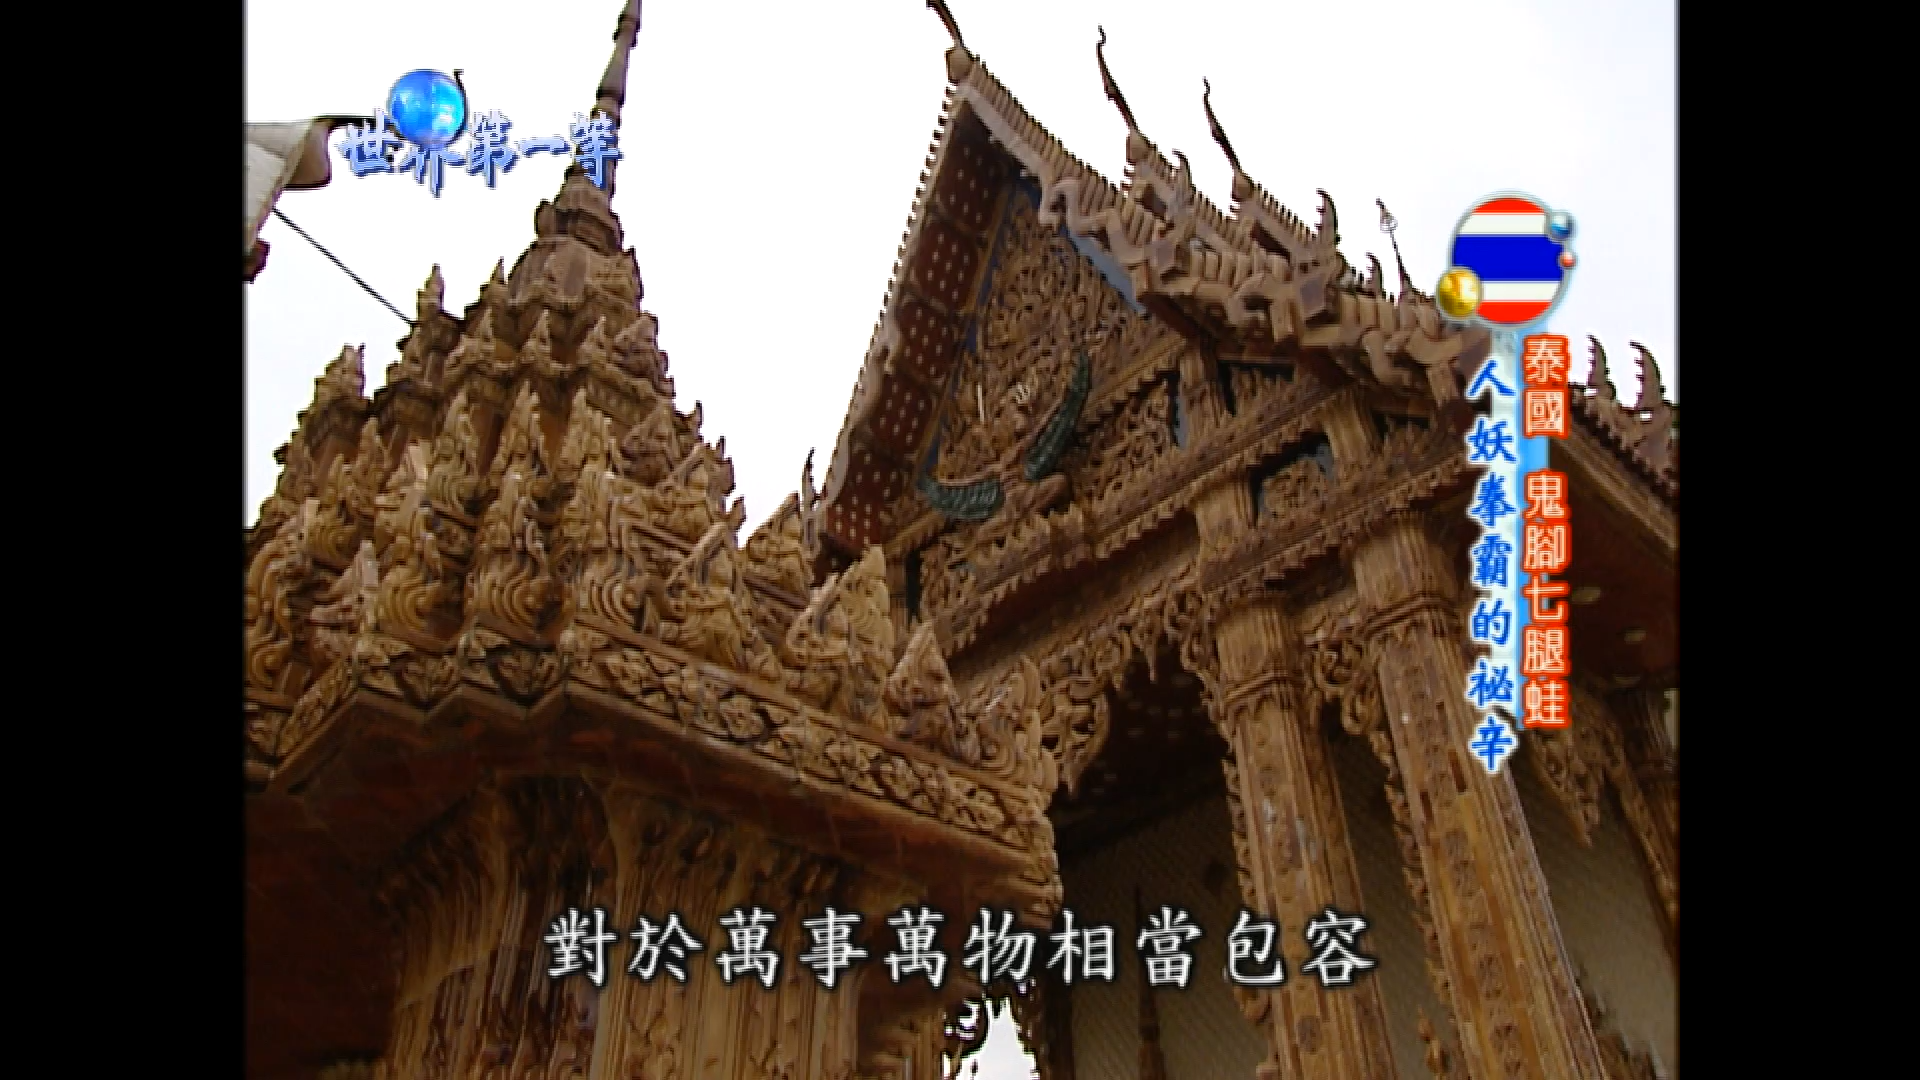 世界第一等
泰國 鬼腳七腿蛙
人妖拳霸的祕辛
對於萬事萬物相當包容